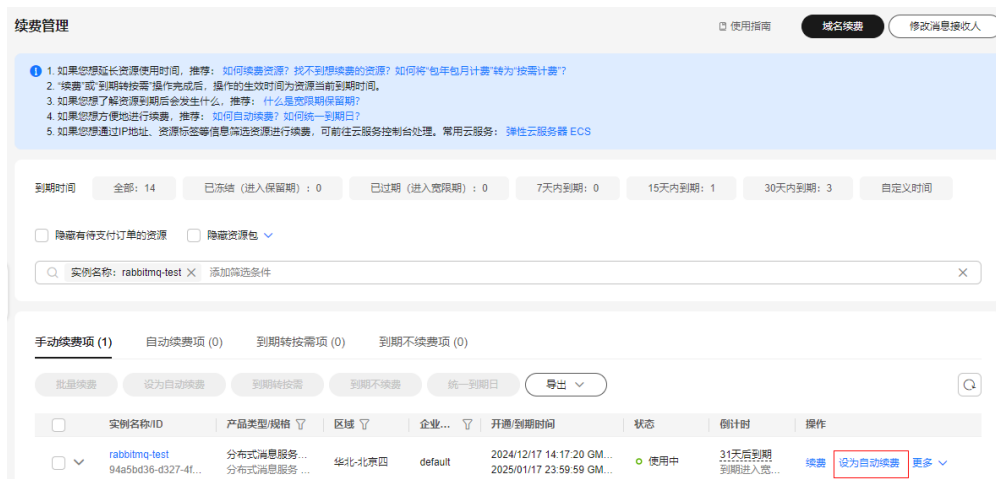 续费管理
使用指南 域名续费 修改消息接收人
1. 如果您想延长资源使用时间，推荐： 如何续费资源？找不到想续费的资源？如何将“包年包月计费”转为“按需计费”？
2. “续费”或“到期转按需”操作完成后，操作的生效时间为资源当前到期时间。
3. 如果您想了解资源到期后会发生什么，推荐： 什么是宽限期保留期？
4. 如果您想方便地进行续费，推荐： 如何自动续费？如何统一到期日？
5. 如果您想通过IP地址、资源标签等信息筛选资源进行续费，可前往云服务控制台处理。常用云服务： 弹性云服务器 ECS
到期时间 全部：14 已冻结（进入保留期）：0 已过期（进入宽限期）：0 7天内到期：0 15天内到期：1 30天内到期：3 自定义时间
隐藏有待支付订单的资源 隐藏资源包
实例名称：rabbitmq-test 添加筛选条件
手动续费项 (1) 自动续费项 (0) 到期转按需项 (0) 到期不续费项 (0)
批量续费 设为自动续费 到期转按需 到期不续费 统一到期日 导出
实例名称/ID 产品类型/规格 区域 企业... 开通/到期时间 状态 倒计时 操作
rabbitmq-test 分布式消息服务... 华北-北京四 default 2024/12/17 14:17:20 GM... 使用中 31天后到期 续费 设为自动续费 更多
94a5bd36-d327-4f... 分布式消息服务... 2025/01/17 23:59:59 GM... 到期进入宽...